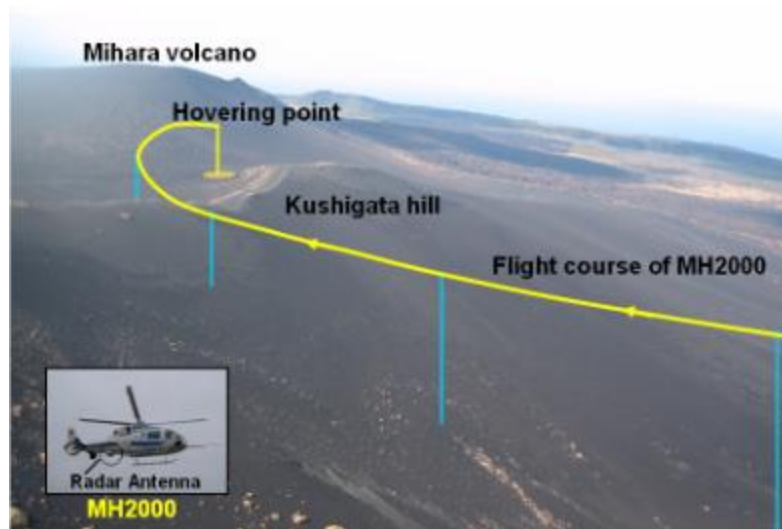 Mihara volcano
Hovering point
Kushigata hill
Flight course of MH2000
Radar Antenna
MH2000